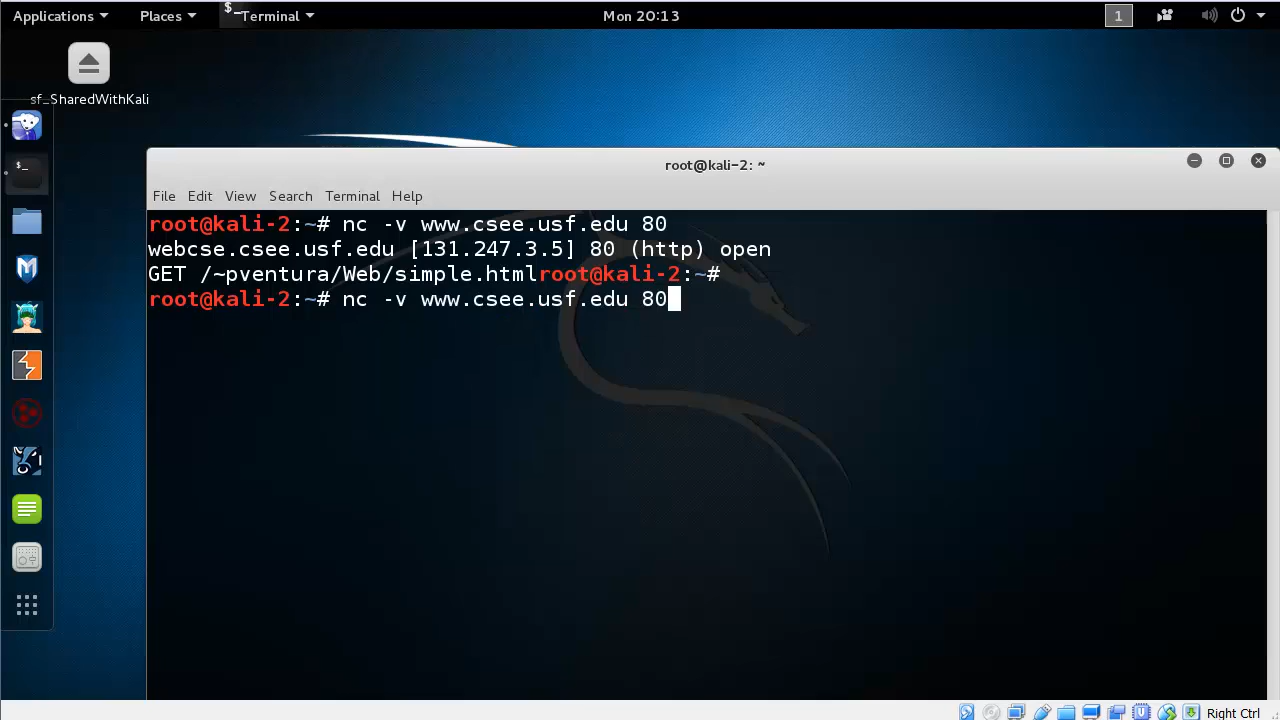 Applications Places Terminal Mon 20:13 1
sf_SharedWithKali
root@kali-2: ~
File Edit View Search Terminal Help
root@kali-2:~# nc -v www.csee.usf.edu 80
webcse.csee.usf.edu [131.247.3.5] 80 (http) open
GET /~pventura/Web/simple.htmlroot@kali-2:~#
root@kali-2:~# nc -v www.csee.usf.edu 80
Right Ctrl